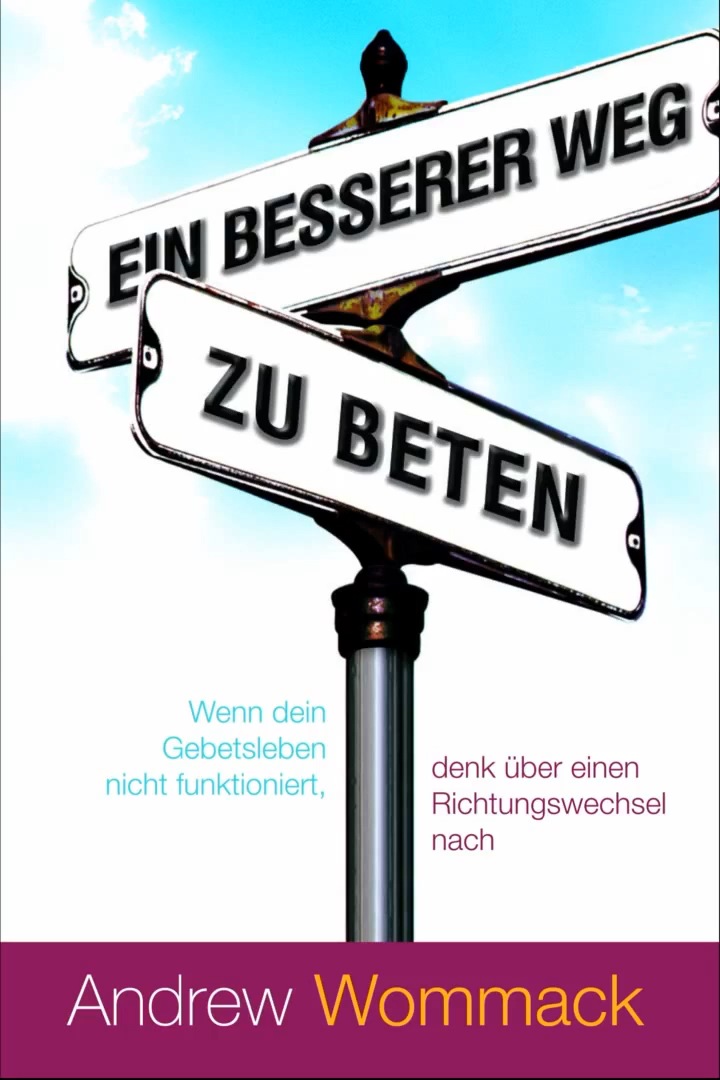 EIN BESSERER WEG
ZU BETEN
Wenn dein
Gebetsleben
nicht funktioniert,
denk über einen
Richtungswechsel
nach
Andrew Wommack